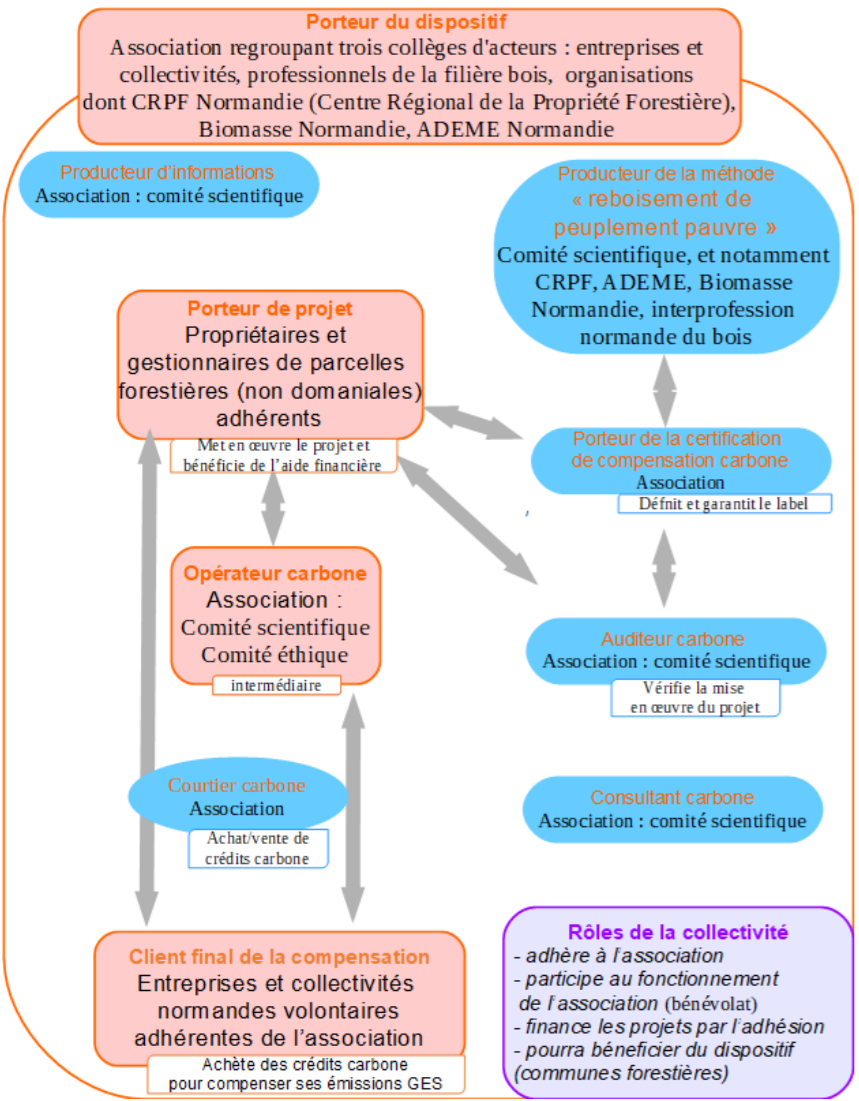 Porteur du dispositif
Association regroupant trois collèges d'acteurs : entreprises et
collectivités, professionnels de la filière bois, organisations
dont CRPF Normandie (Centre Régional de la Propriété Forestière),
Biomasse Normandie, ADEME Normandie
Producteur d'informations
Association : comité scientifique
Producteur de la méthode
« reboisement de
peuplement pauvre »
Comité scientifique, et notamment
CRPF, ADEME, Biomasse
Normandie, interprofession
normande du bois
Porteur de projet
Propriétaires et
gestionnaires de parcelles
forestières (non domaniales)
adhérents
Met en œuvre le projet et
bénéficie de l'aide financière
Porteur de la certification
de compensation carbone
Association
Défnit et garantit le label
Opérateur carbone
Association :
Comité scientifique
Comité éthique
intermédiaire
Auditeur carbone
Association : comité scientifique
Vérifie la mise
en œuvre du projet
Courtier carbone
Association
Achat/vente de
crédits carbone
Consultant carbone
Association : comité scientifique
Client final de la compensation
Entreprises et collectivités
normandes volontaires
adhérentes de l'association
Achète des crédits carbone
pour compenser ses émissions GES
Rôles de la collectivité
- adhère à l'association
- participe au fonctionnement
de l'association (bénévolat)
- finance les projets par l'adhésion
- pourra bénéficier du dispositif
(communes forestières)